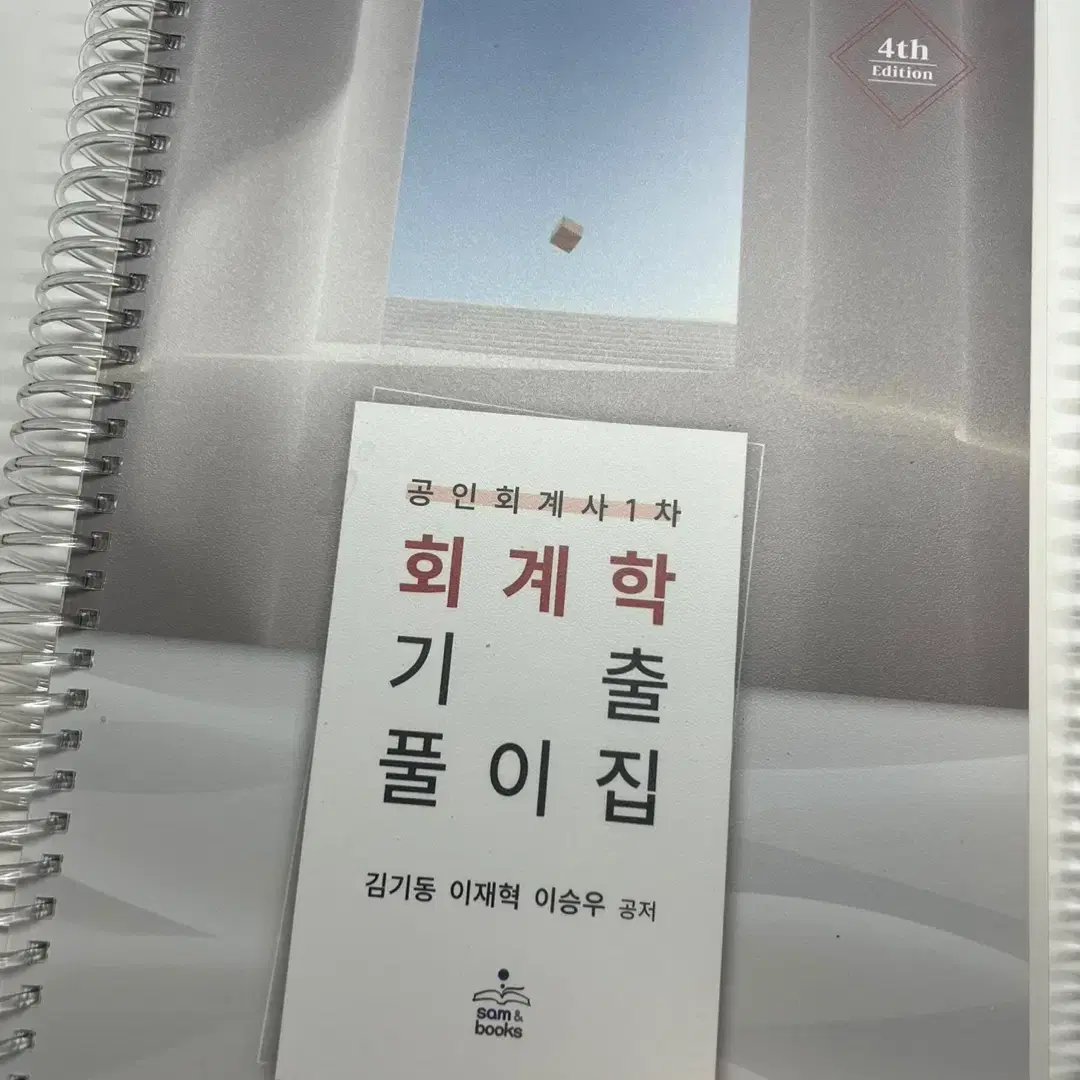 4th
Edition
공인회계사1차
회계학
기출
풀이집
김기동 이재혁 이승우 공저
sam &
books